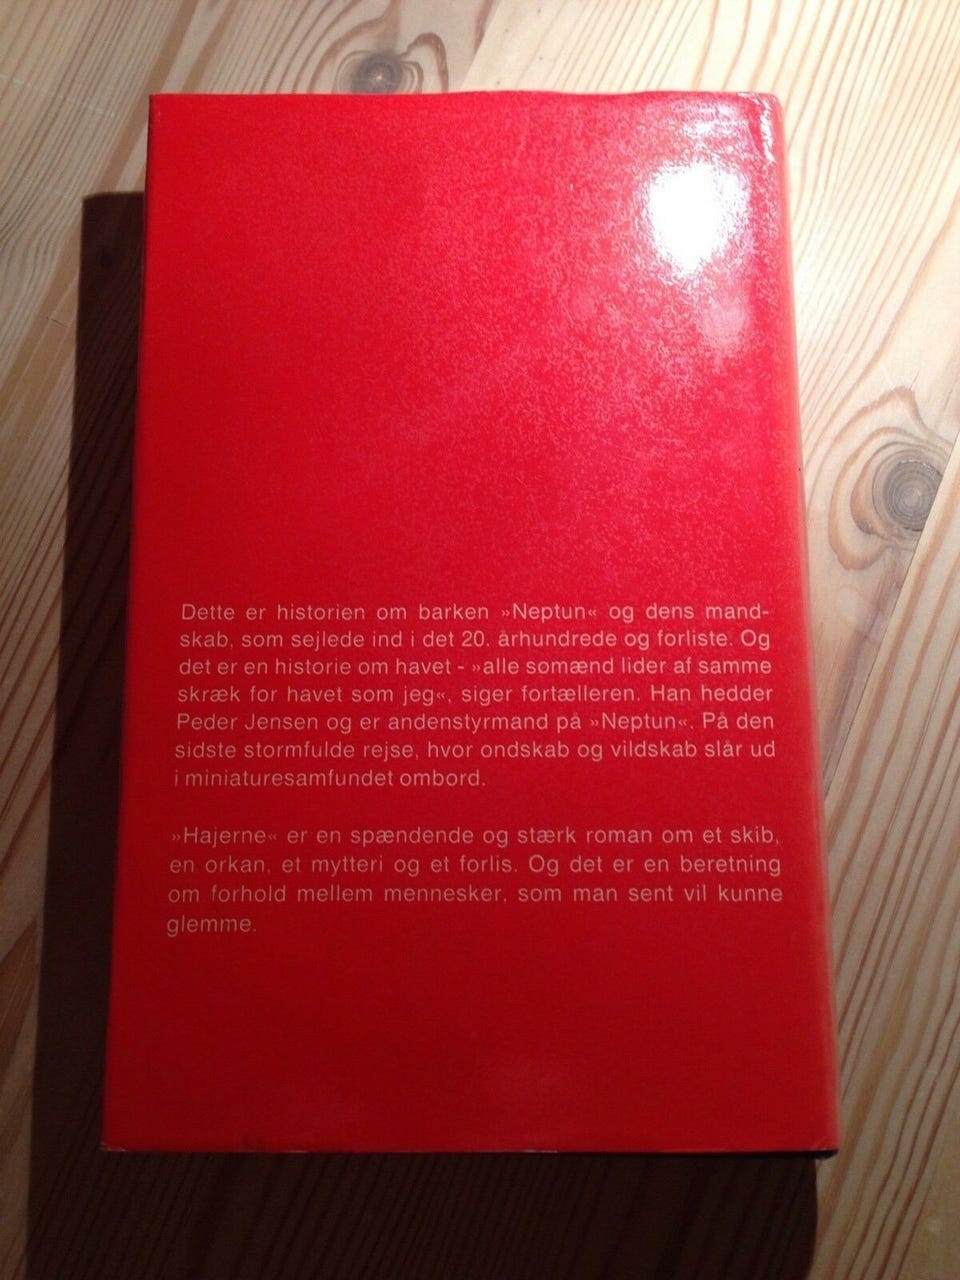 Dette er historien om barken »Neptun« og dens mand-
skab, som sejlede ind i det 20. århundrede og forliste. Og
det er en historie om havet - »alle sømænd lider af samme
skræk for havet som jeg«, siger fortælleren. Han hedder
Peder Jensen og er andenstyrmand på »Neptun«. På den
sidste stormfulde rejse, hvor ondskab og vildskab slår ud
i miniaturesamfundet ombord.
»Hajerne« er en spændende og stærk roman om et skib,
en orkan, et mytteri og et forlis. Og det er en beretning
om forhold mellem mennesker, som man sent vil kunne
glemme.